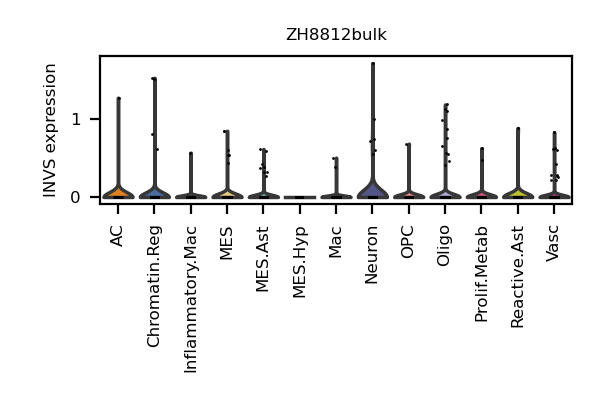 ZH8812bulk
INVS expression
1
0
AC
Chromatin.Reg
Inflammatory.Mac
MES
MES.Ast
MES.Hyp
Mac
Neuron
OPC
Oligo
Prolif.Metab
Reactive.Ast
Vasc